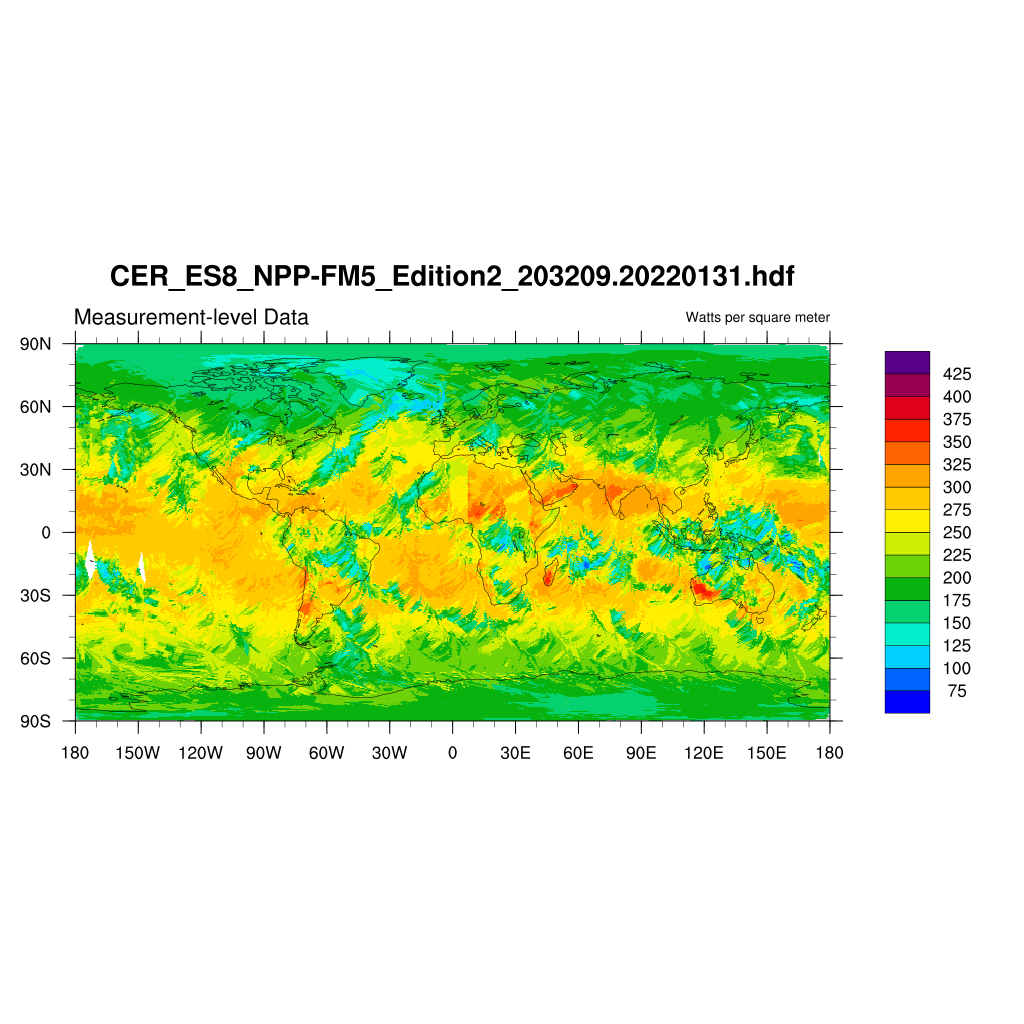 CER_ES8_NPP-FM5_Edition2_203209.20220131.hdf
Measurement-level Data
Watts per square meter
90N
60N
30N
0
30S
60S
90S
180 150W 120W 90W 60W 30W 0 30E 60E 90E 120E 150E 180
425
400
375
350
325
300
275
250
225
200
175
150
125
100
75